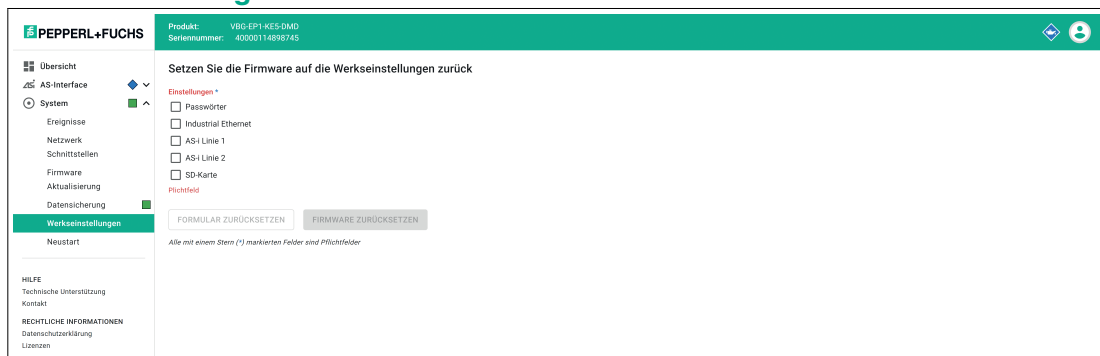 PEPPERL+FUCHS
Produkt: VBG-EP1-KE5-DMD
Seriennummer: 40000114898745
Übersicht
AS-Interface
System
Ereignisse
Netzwerk
Schnittstellen
Firmware
Aktualisierung
Datensicherung
Werkseinstellungen
Neustart
HILFE
Technische Unterstützung
Kontakt
RECHTLICHE INFORMATIONEN
Datenschutzerklärung
Lizenzen
Setzen Sie die Firmware auf die Werkseinstellungen zurück
Einstellungen *
Passwörter
Industrial Ethernet
AS-i Linie 1
AS-i Linie 2
SD-Karte
Plichtfeld
FORMULAR ZURÜCKSETZEN FIRMWARE ZURÜCKSETZEN
Alle mit einem Stern (*) markierten Felder sind Pflichtfelder